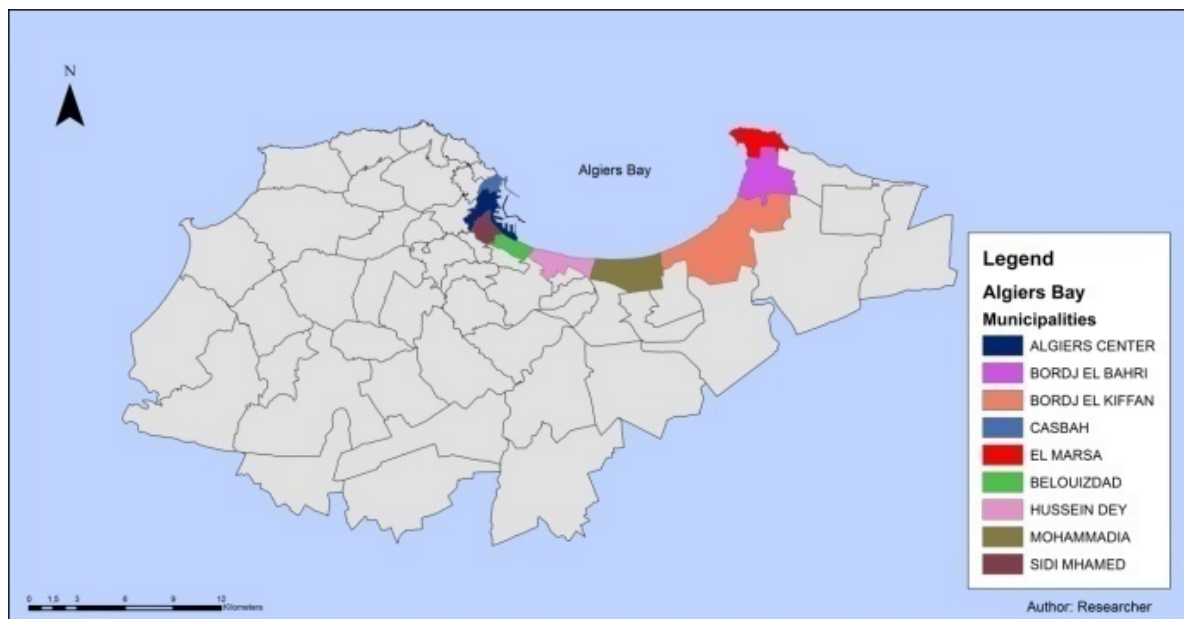 N
Algiers Bay
Legend
Algiers Bay
Municipalities
ALGIERS CENTER
BORDJ EL BAHRI
BORDJ EL KIFFAN
CASBAH
EL MARSA
BELOUIZDAD
HUSSEIN DEY
MOHAMMADIA
SIDI MHAMED
0 1,5 3 6 9 12
Kilometers
Author: Researcher